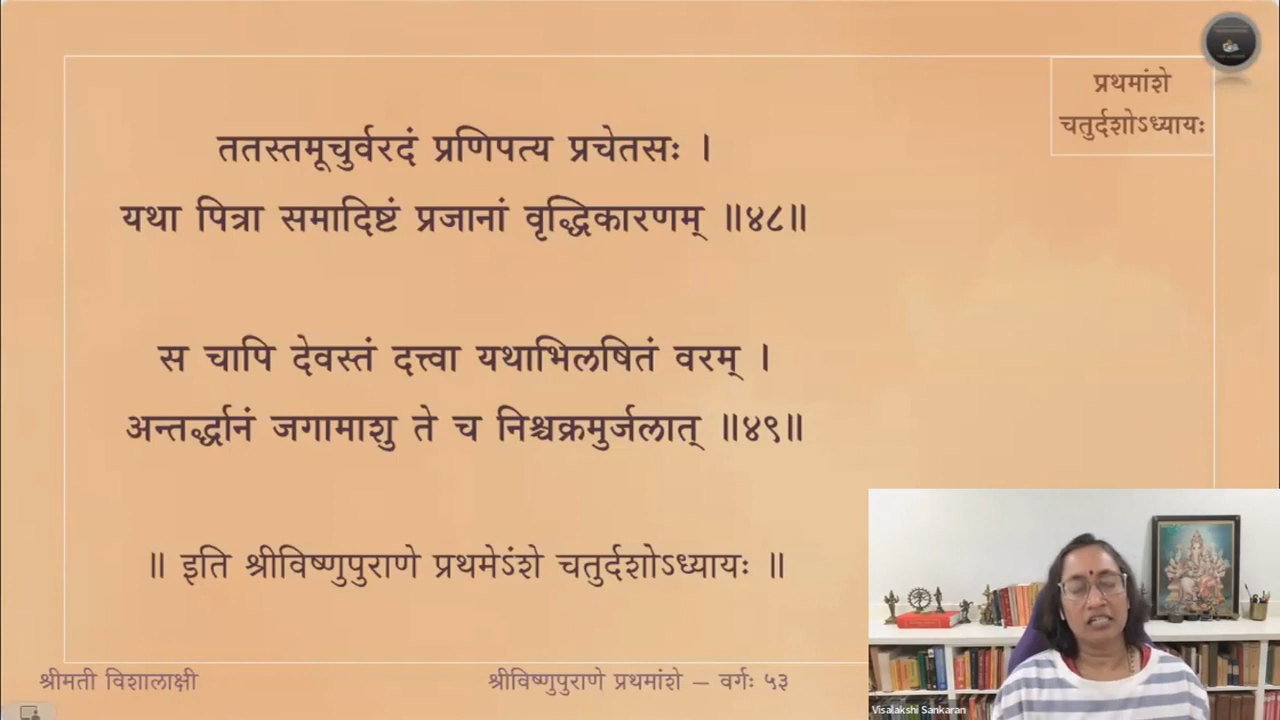 प्रथमांशे
चतुर्दशोऽध्यायः
ततस्तमूचुर्वरदं प्रणिपत्य प्रचेतसः ।
यथा पित्रा समादिष्टं प्रजानां वृद्धिकारणम् ॥४८॥
स चापि देवस्तं दत्त्वा यथाभिलषितं वरम् ।
अन्तर्द्धानं जगामाशु ते च निश्चक्रमुर्जलात् ॥४९॥
॥ इति श्रीविष्णुपुराणे प्रथमेंऽशे चतुर्दशोऽध्यायः ॥
श्रीमती विशालाक्षी
श्रीविष्णुपुराणे प्रथमांशे – वर्गः ५३
Visalakshi Sankaran